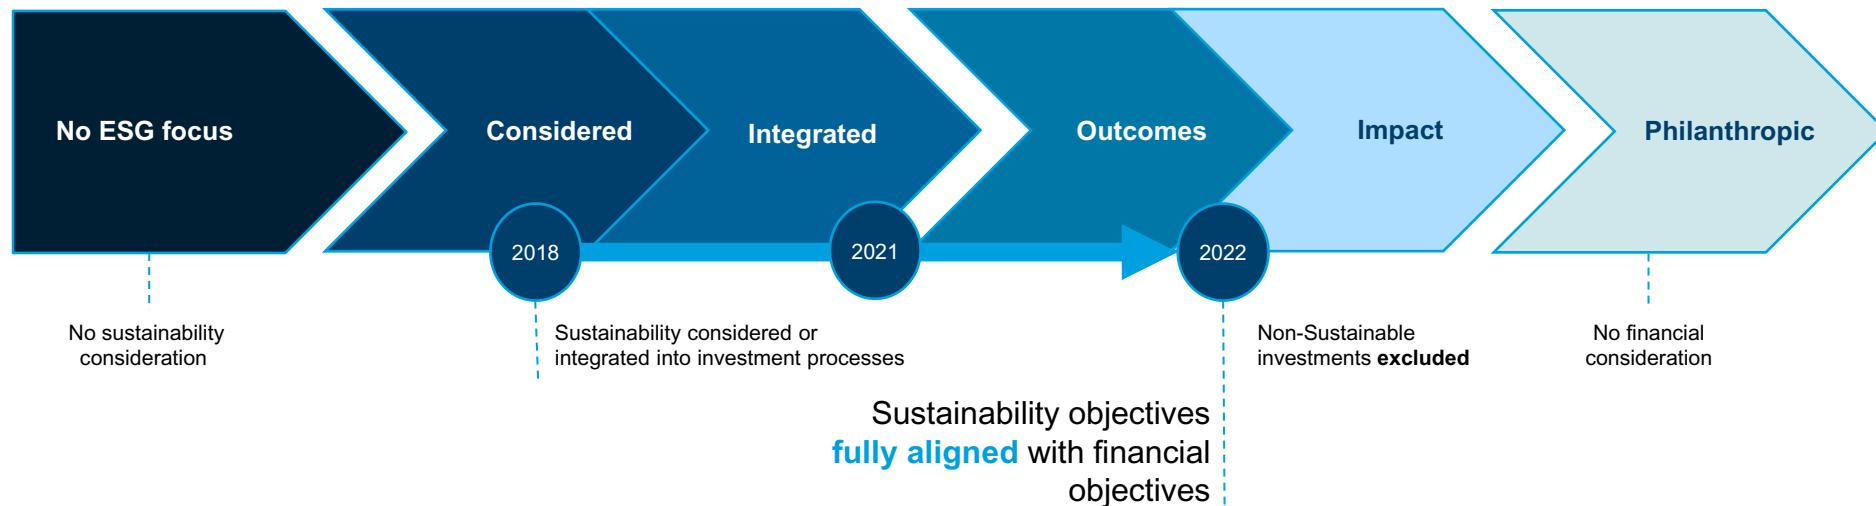 No ESG focus
Considered
Integrated
Outcomes
Impact
Philanthropic
2018
2021
2022
No sustainability
consideration
Sustainability considered or
integrated into investment processes
Non-Sustainable
investments excluded
No financial
consideration
Sustainability objectives
fully aligned with financial
objectives